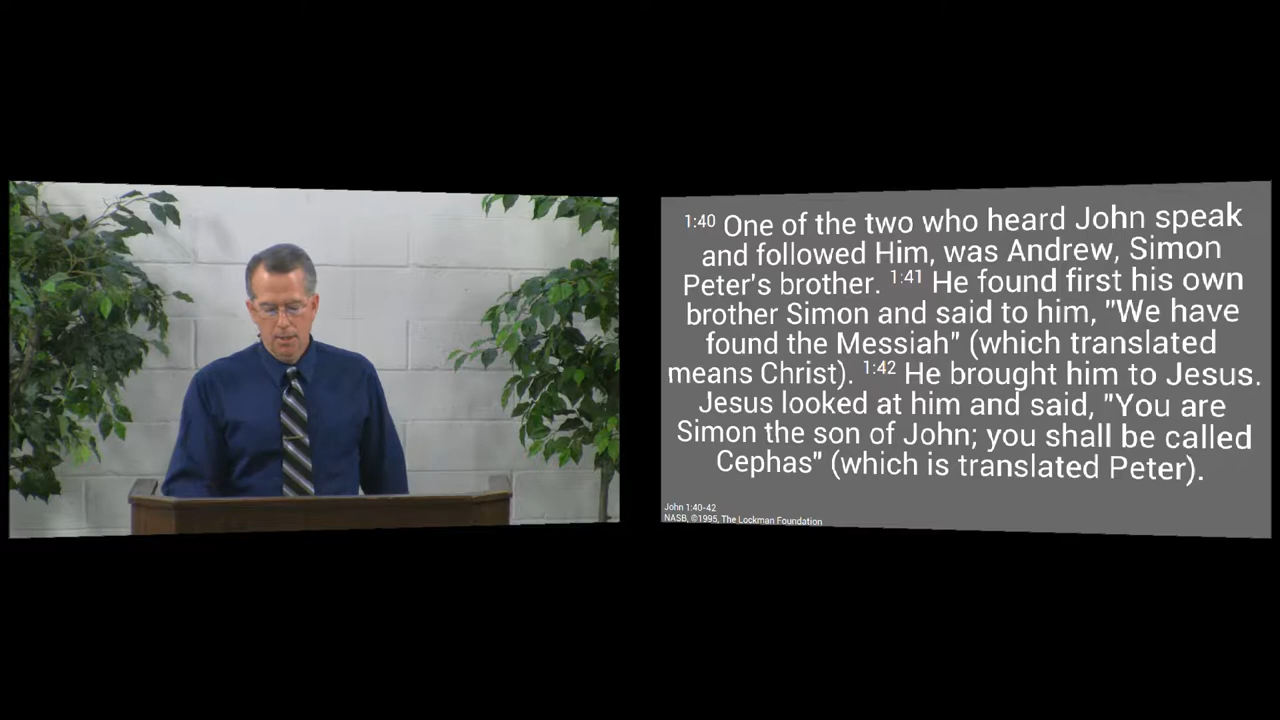 1:40 One of the two who heard John speak
and followed Him, was Andrew, Simon
Peter's brother. 1:41 He found first his own
brother Simon and said to him, "We have
found the Messiah" (which translated
means Christ). 1:42 He brought him to Jesus.
Jesus looked at him and said, "You are
Simon the son of John; you shall be called
Cephas" (which is translated Peter).
John 1:40-42
NASB, ©1995, The Lockman Foundation